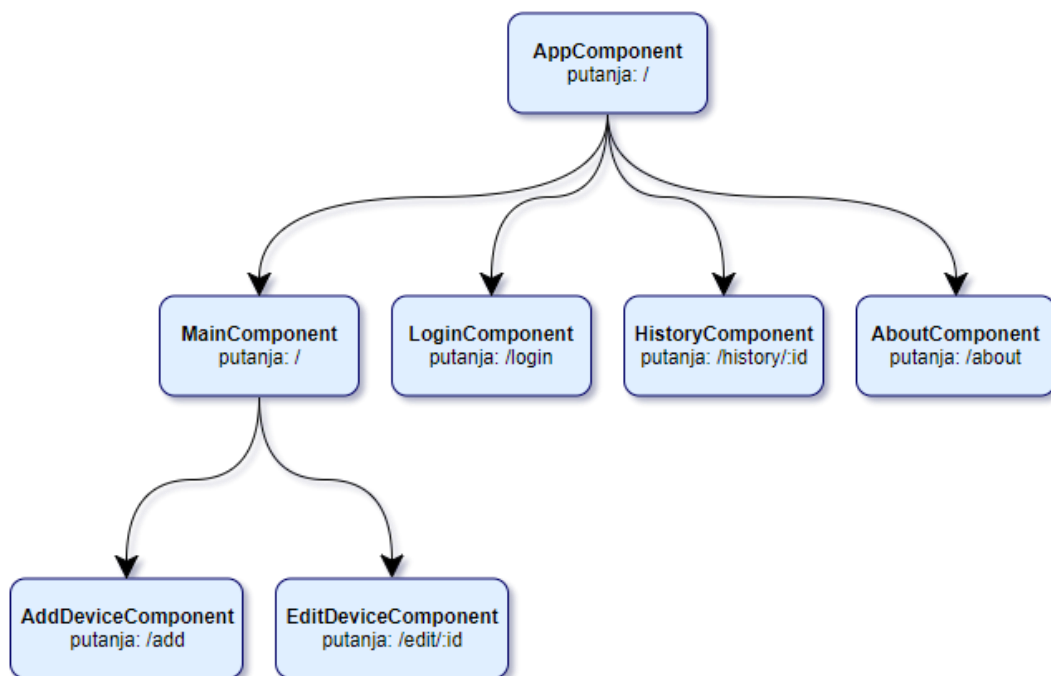 AppComponent
putanja: /
MainComponent
putanja: /
LoginComponent
putanja: /login
HistoryComponent
putanja: /history/:id
AboutComponent
putanja: /about
AddDeviceComponent
putanja: /add
EditDeviceComponent
putanja: /edit/:id